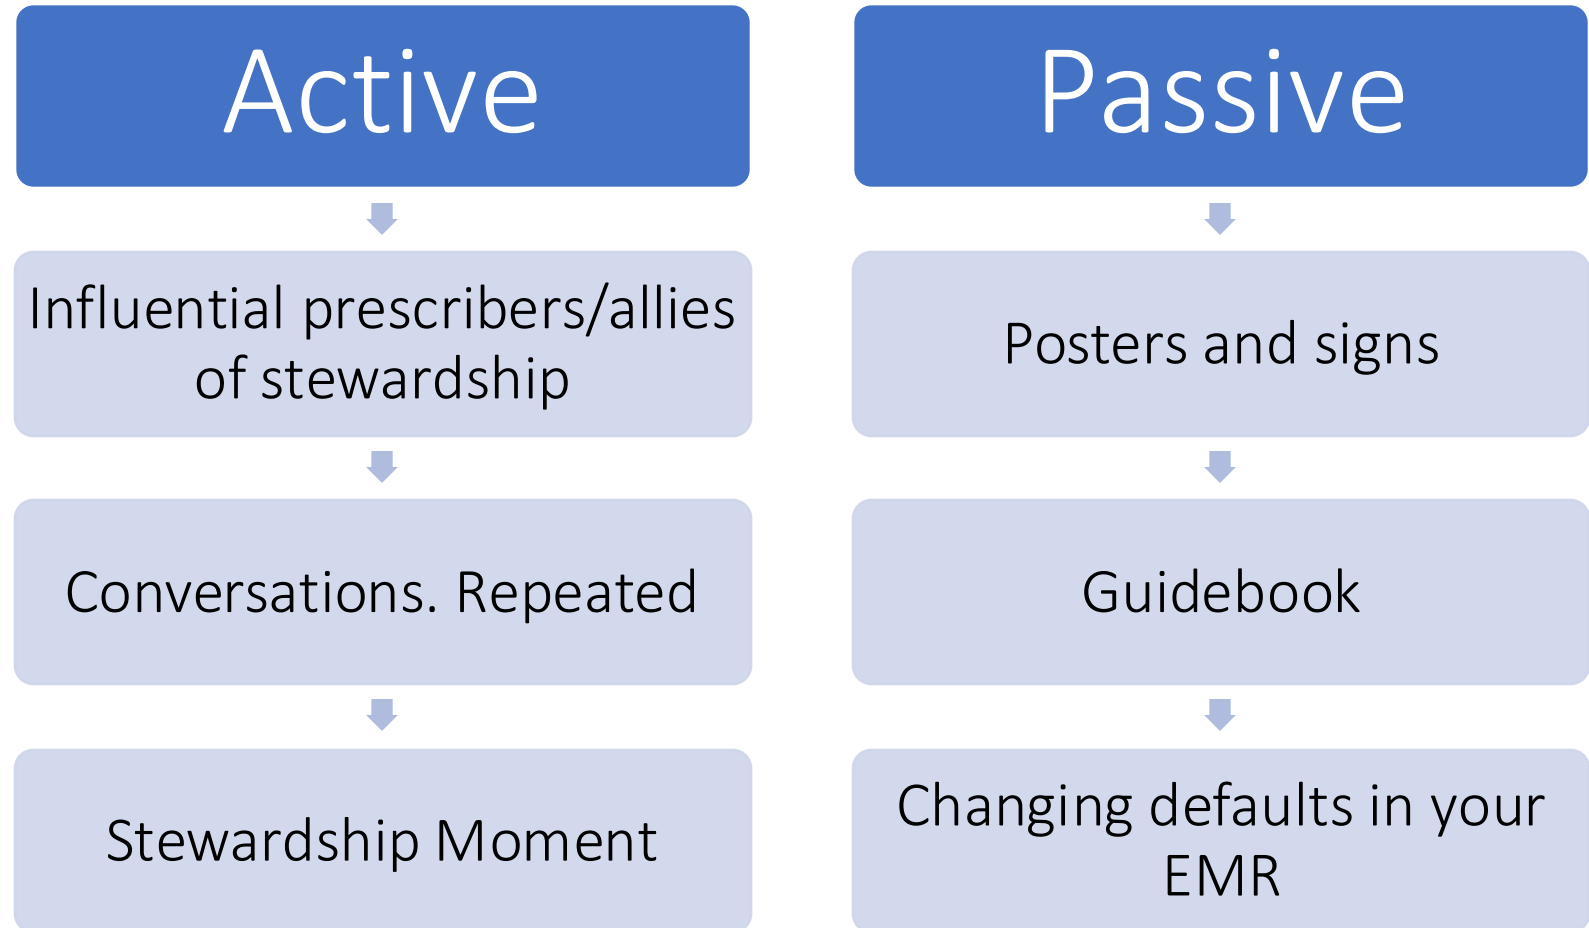 Active
Influential prescribers/allies
of stewardship
Conversations. Repeated
Stewardship Moment
Passive
Posters and signs
Guidebook
Changing defaults in your
EMR